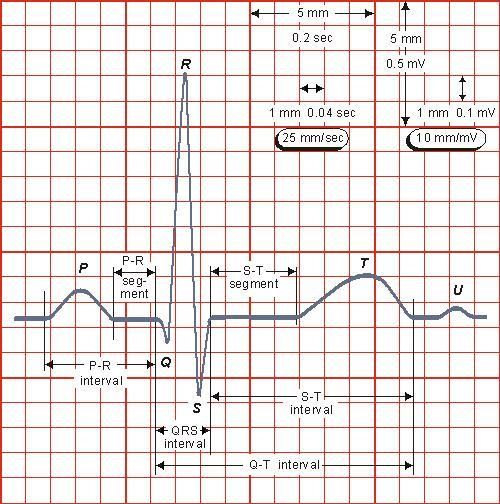 5 mm
0.2 sec
5 mm
0.5 mV
1 mm 0.04 sec
1 mm 0.1 mV
25 mm/sec
10 mm/mV
R
P
P-R
seg-
ment
S-T
segment
T
U
Q
S
P-R
interval
S-T
interval
QRS
interval
Q-T interval